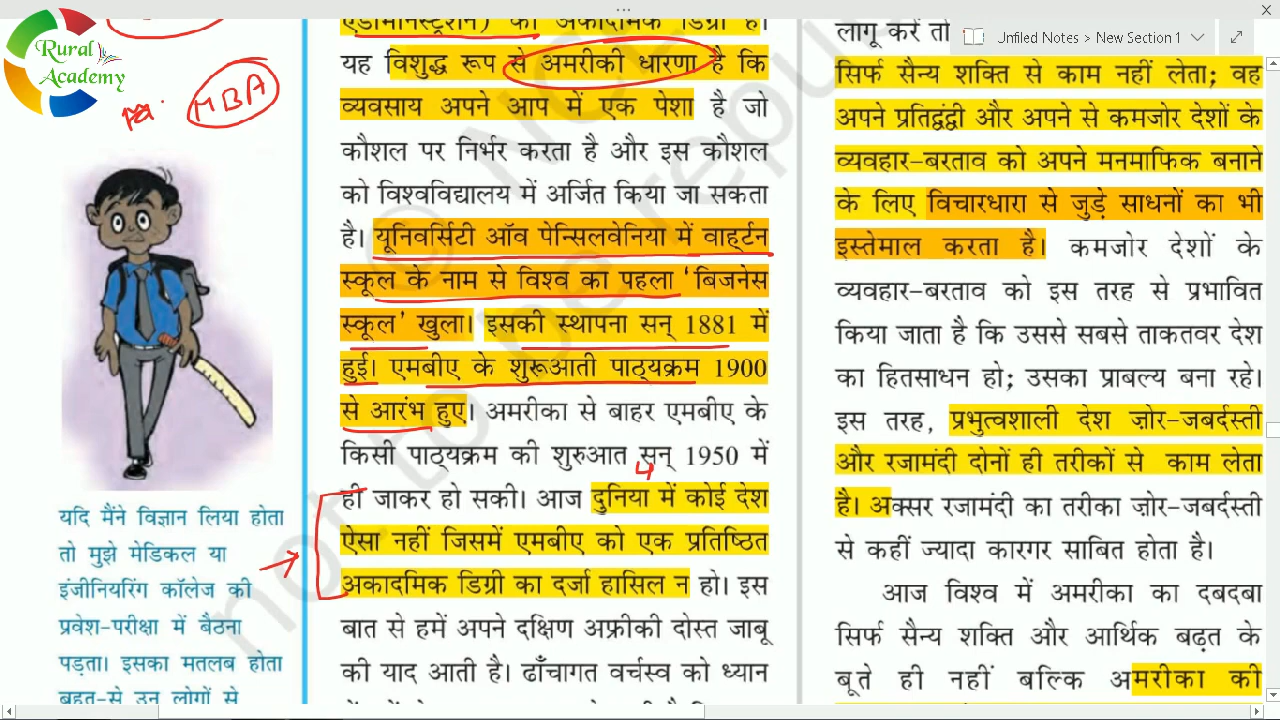 Rural
Academy
MBA
एडमिनिस्ट्रेशन) की अकादमिक डिग्री है।
यह विशुद्ध रूप से अमरीकी धारणा है कि
व्यवसाय अपने आप में एक पेशा है जो
कौशल पर निर्भर करता है और इस कौशल
को विश्वविद्यालय में अर्जित किया जा सकता
है। यूनिवर्सिटी ऑव पेन्सिलवेनिया में वाह्र्टन
स्कूल के नाम से विश्व का पहला 'बिजनेस
स्कूल' खुला। इसकी स्थापना सन् 1881 में
हुई। एमबीए के शुरूआती पाठ्यक्रम 1900
से आरंभ हुए। अमरीका से बाहर एमबीए के
किसी पाठ्यक्रम की शुरुआत सन् 1950 में
ही जाकर हो सकी। आज दुनिया में कोई देश
ऐसा नहीं जिसमें एमबीए को एक प्रतिष्ठित
अकादमिक डिग्री का दर्जा हासिल न हो। इस
बात से हमें अपने दक्षिण अफ्रीकी दोस्त जाबू
की याद आती है। ढाँचागत वर्चस्व को ध्यान
यदि मैंने विज्ञान लिया होता
तो मुझे मेडिकल या
इंजीनियरिंग कॉलेज की
प्रवेश-परीक्षा में बैठना
पड़ता। इसका मतलब होता
बहुत-से उन लोगों से
लागू करें तो
Unfiled Notes > New Section 1
सिर्फ सैन्य शक्ति से काम नहीं लेता; वह
अपने प्रतिद्वंद्वी और अपने से कमजोर देशों के
व्यवहार-बरताव को अपने मनमाफिक बनाने
के लिए विचारधारा से जुड़े साधनों का भी
इस्तेमाल करता है। कमजोर देशों के
व्यवहार-बरताव को इस तरह से प्रभावित
किया जाता है कि उससे सबसे ताकतवर देश
का हितसाधन हो; उसका प्राबल्य बना रहे।
इस तरह, प्रभुत्वशाली देश ज़ोर-जबर्दस्ती
और रजामंदी दोनों ही तरीकों से काम लेता
है। अक्सर रजामंदी का तरीका ज़ोर-जबर्दस्ती
से कहीं ज्यादा कारगर साबित होता है।
आज विश्व में अमरीका का दबदबा
सिर्फ सैन्य शक्ति और आर्थिक बढ़त के
बूते ही नहीं बल्कि अमरीका की